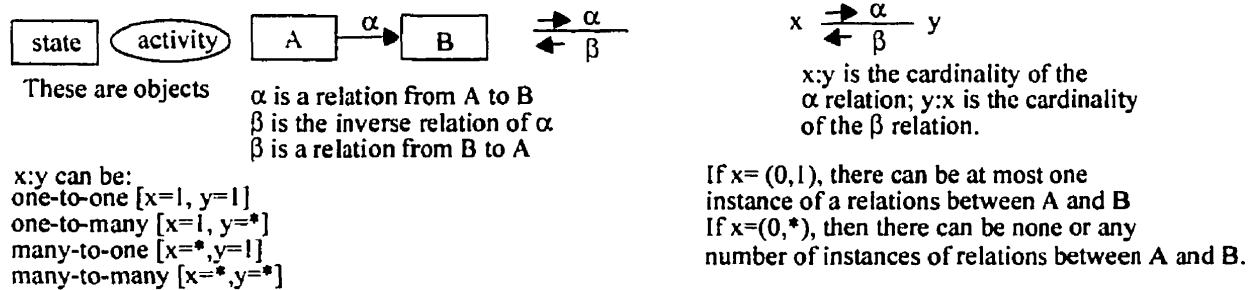 state
activity
A
α
B
α
β
x
α
β
y
These are objects
α is a relation from A to B
β is the inverse relation of α
β is a relation from B to A
x:y is the cardinality of the
α relation; y:x is the cardinality
of the β relation.
x:y can be:
one-to-one [x=1, y=1]
one-to-many [x=1, y=*]
many-to-one [x=*,y=1]
many-to-many [x=*,y=*]
If x= (0,1), there can be at most one
instance of a relations between A and B
If x=(0,*), then there can be none or any
number of instances of relations between A and B.